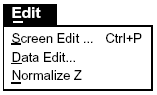 Edit
Screen Edit ... Ctrl+P
Data Edit...
Normalize Z